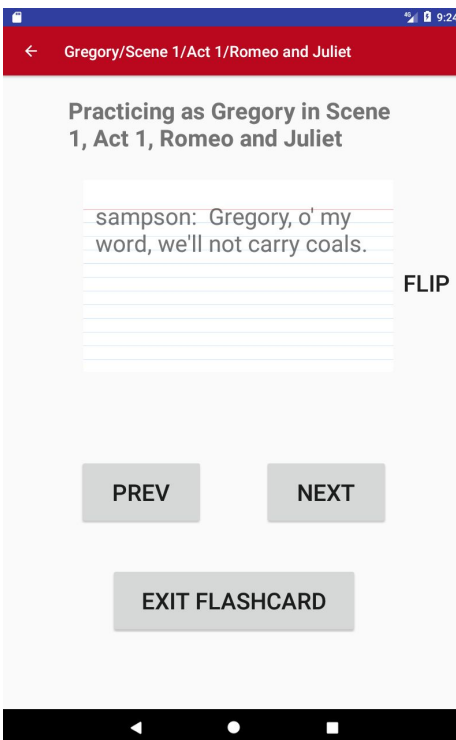 4G 9:24
Gregory/Scene 1/Act 1/Romeo and Juliet
Practicing as Gregory in Scene
1, Act 1, Romeo and Juliet
sampson:  Gregory, o' my
word, we'll not carry coals.
FLIP
PREV NEXT
EXIT FLASHCARD